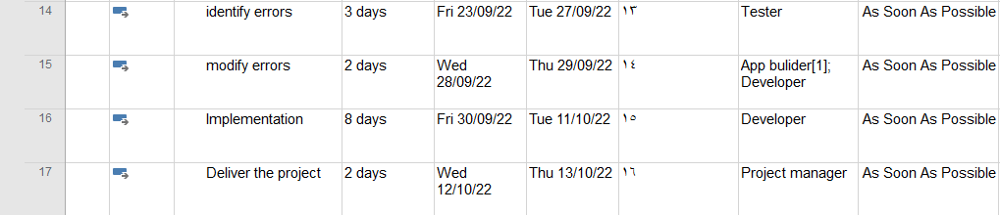 14 identify errors 3 days Fri 23/09/22 Tue 27/09/22 ١٣ Tester As Soon As Possible
15 modify errors 2 days Wed 28/09/22 Thu 29/09/22 ١٤ App bulider[1]; Developer As Soon As Possible
16 Implementation 8 days Fri 30/09/22 Tue 11/10/22 ١٥ Developer As Soon As Possible
17 Deliver the project 2 days Wed 12/10/22 Thu 13/10/22 ١٦ Project manager As Soon As Possible